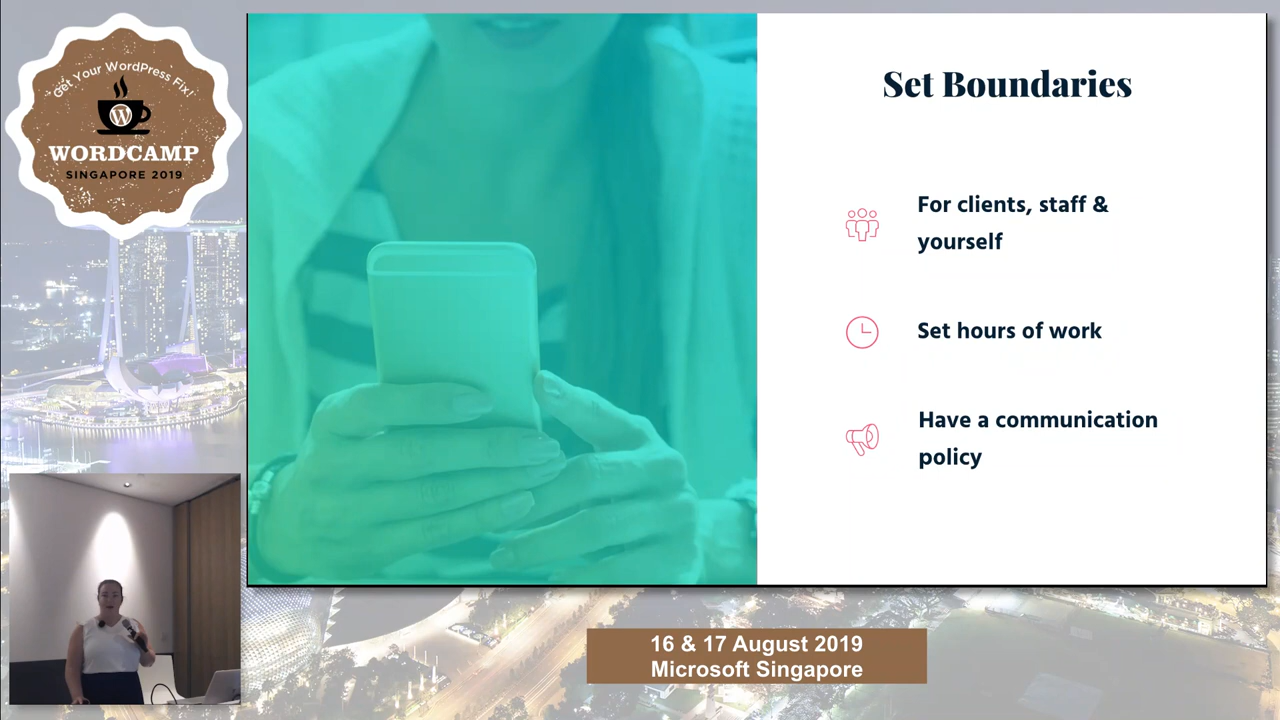 Get Your WordPress Fix!
W
WORDCAMP
SINGAPORE 2019
Set Boundaries
For clients, staff &
yourself
Set hours of work
Have a communication
policy
16 & 17 August 2019
Microsoft Singapore